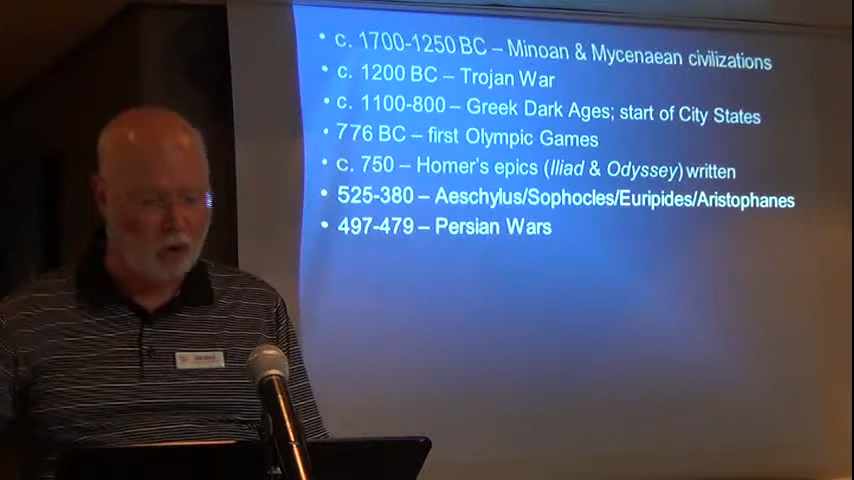 • c. 1700-1250 BC – Minoan & Mycenaean civilizations
• c. 1200 BC – Trojan War
• c. 1100-800 – Greek Dark Ages; start of City States
• 776 BC – first Olympic Games
• c. 750 – Homer's epics (Iliad & Odyssey) written
• 525-380 – Aeschylus/Sophocles/Euripides/Aristophanes
• 497-479 – Persian Wars